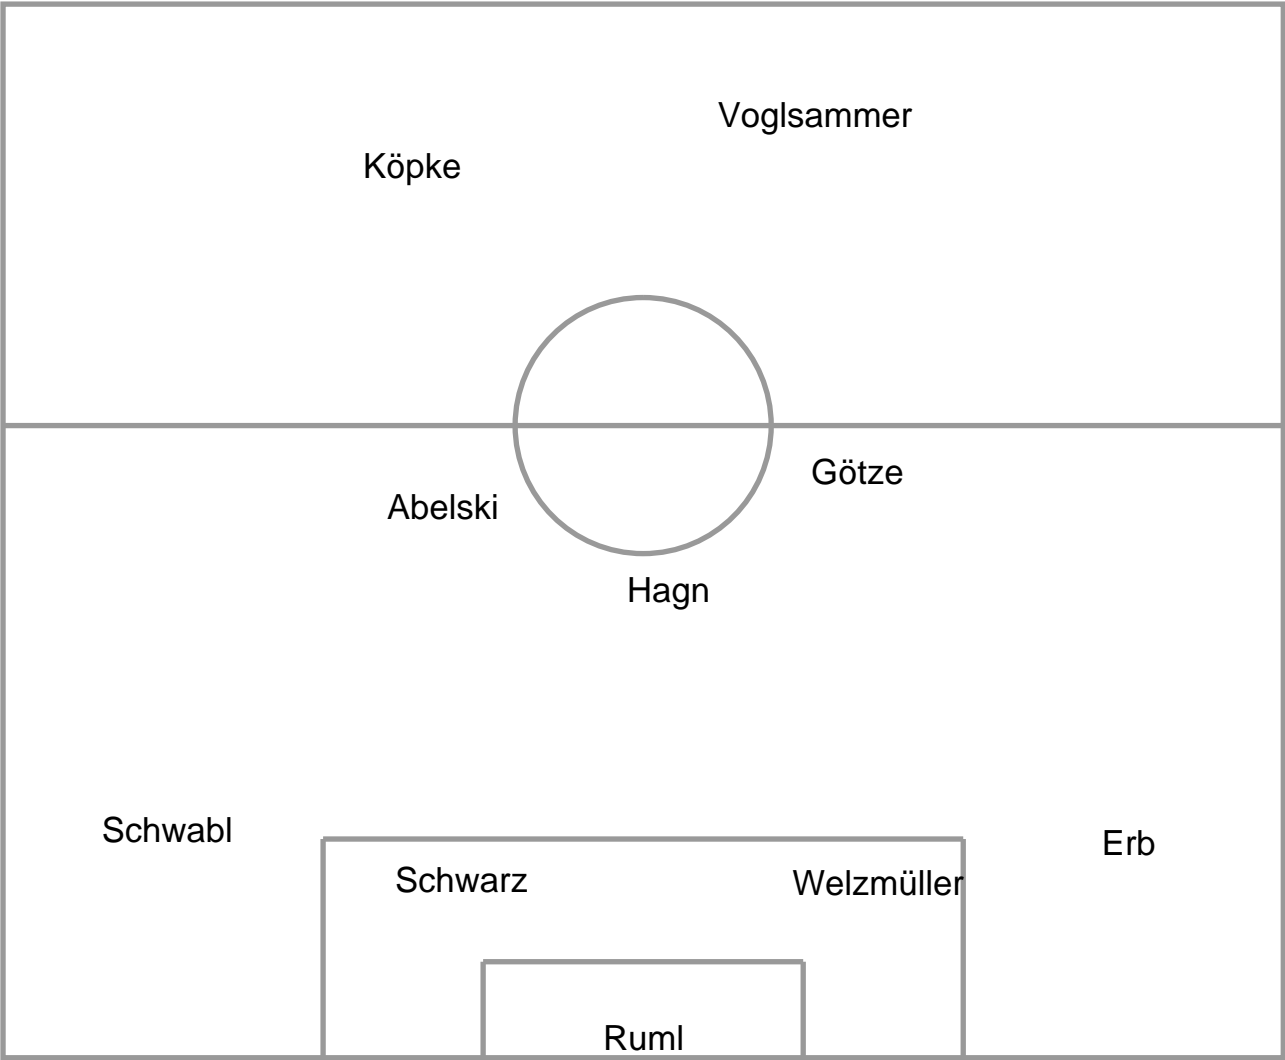 Voglsammer
Köpke
Götze
Abelski
Hagn
Schwabl
Erb
Schwarz
Welzmüller
Ruml